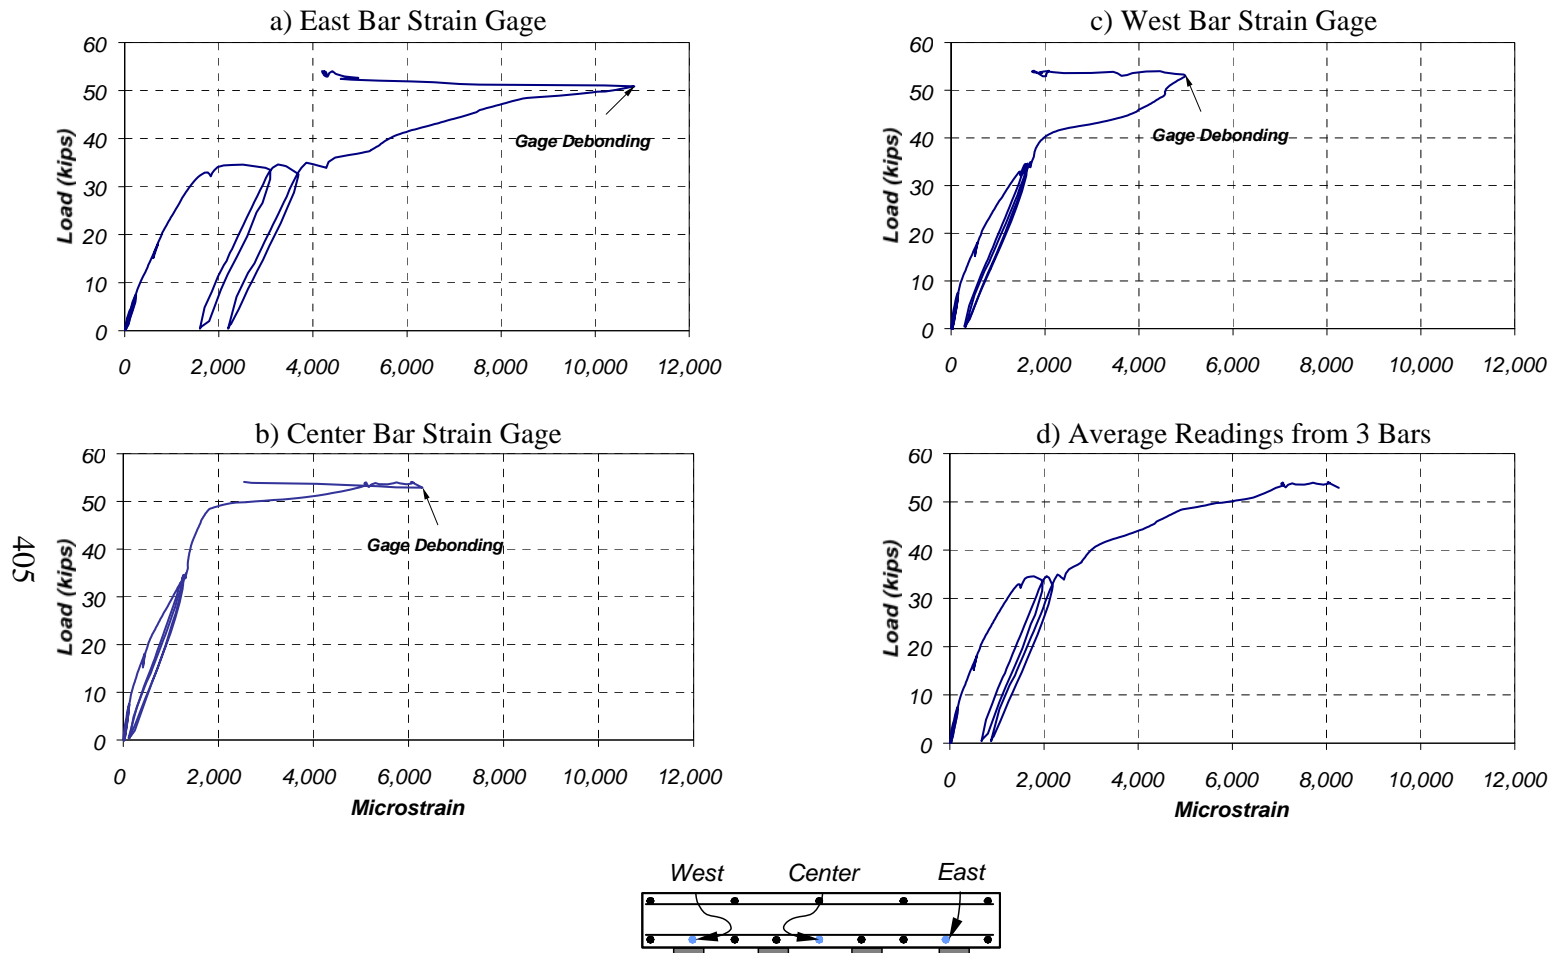 a) East Bar Strain Gage
60
50
40
30
20
10
0
Load (kips)
Gage Debonding
0 2,000 4,000 6,000 8,000 10,000 12,000
b) Center Bar Strain Gage
60
50
40
30
20
10
0
Load (kips)
Gage Debonding
0 2,000 4,000 6,000 8,000 10,000 12,000
Microstrain
c) West Bar Strain Gage
60
50
40
30
20
10
0
Load (kips)
Gage Debonding
0 2,000 4,000 6,000 8,000 10,000 12,000
d) Average Readings from 3 Bars
60
50
40
30
20
10
0
Load (kips)
0 2,000 4,000 6,000 8,000 10,000 12,000
Microstrain
West Center East
405